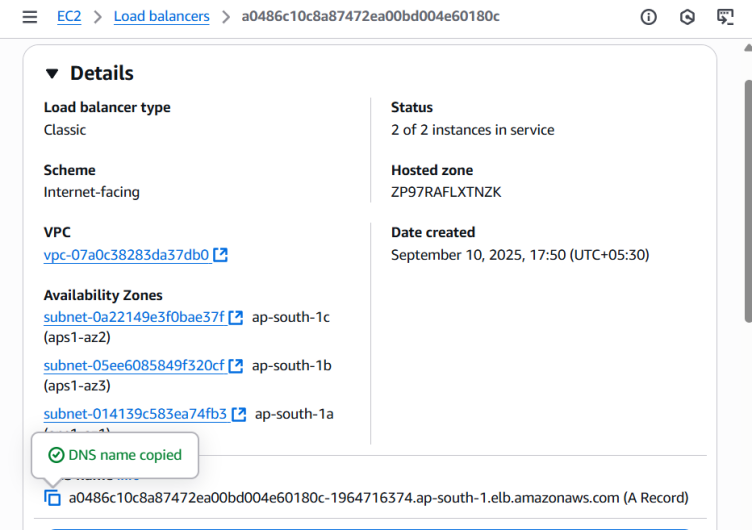 EC2 > Load balancers > a0486c10c8a87472ea00bd004e60180c
Details
Load balancer type
Classic
Status
2 of 2 instances in service
Scheme
Internet-facing
Hosted zone
ZP97RAFLXTNZK
VPC
vpc-07a0c38283da37db0
Date created
September 10, 2025, 17:50 (UTC+05:30)
Availability Zones
subnet-0a22149e3f0bae37f ap-south-1c
(aps1-az2)
subnet-05ee6085849f320cf ap-south-1b
(aps1-az3)
subnet-014139c583ea74fb3 ap-south-1a
DNS name copied
a0486c10c8a87472ea00bd004e60180c-1964716374.ap-south-1.elb.amazonaws.com (A Record)